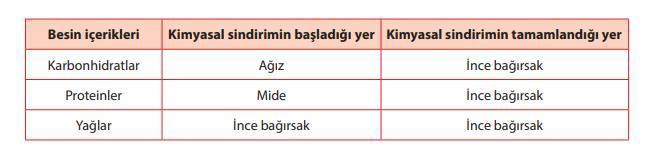 Besin içerikleri Kimyasal sindirimin başladığı yer Kimyasal sindirimin tamamlandığı yer
Karbonhidratlar Ağız İnce bağırsak
Proteinler Mide İnce bağırsak
Yağlar İnce bağırsak İnce bağırsak